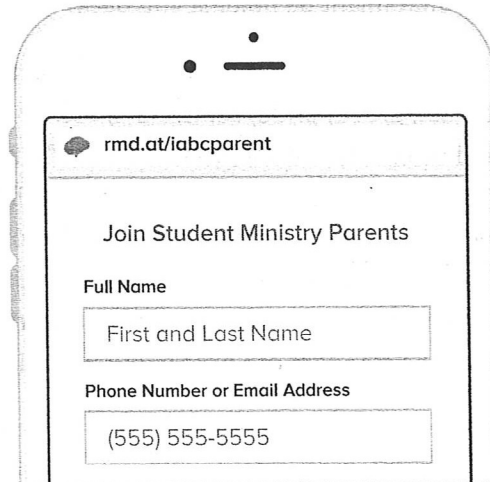 rmd.at/iabcparent
Join Student Ministry Parents
Full Name
First and Last Name
Phone Number or Email Address
(555) 555-5555